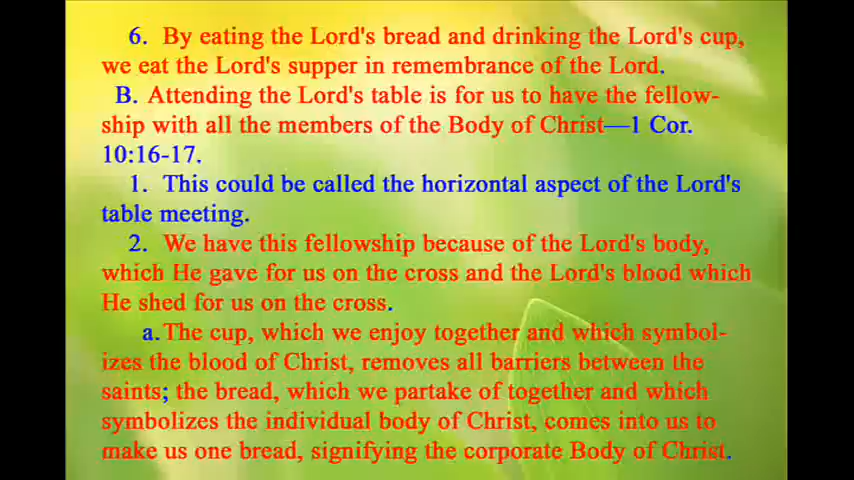 6. By eating the Lord's bread and drinking the Lord's cup,
we eat the Lord's supper in remembrance of the Lord.
B. Attending the Lord's table is for us to have the fellow-
ship with all the members of the Body of Christ—1 Cor.
10:16-17.
1. This could be called the horizontal aspect of the Lord's
table meeting.
2. We have this fellowship because of the Lord's body,
which He gave for us on the cross and the Lord's blood which
He shed for us on the cross.
a. The cup, which we enjoy together and which symbol-
izes the blood of Christ, removes all barriers between the
saints; the bread, which we partake of together and which
symbolizes the individual body of Christ, comes into us to
make us one bread, signifying the corporate Body of Christ.